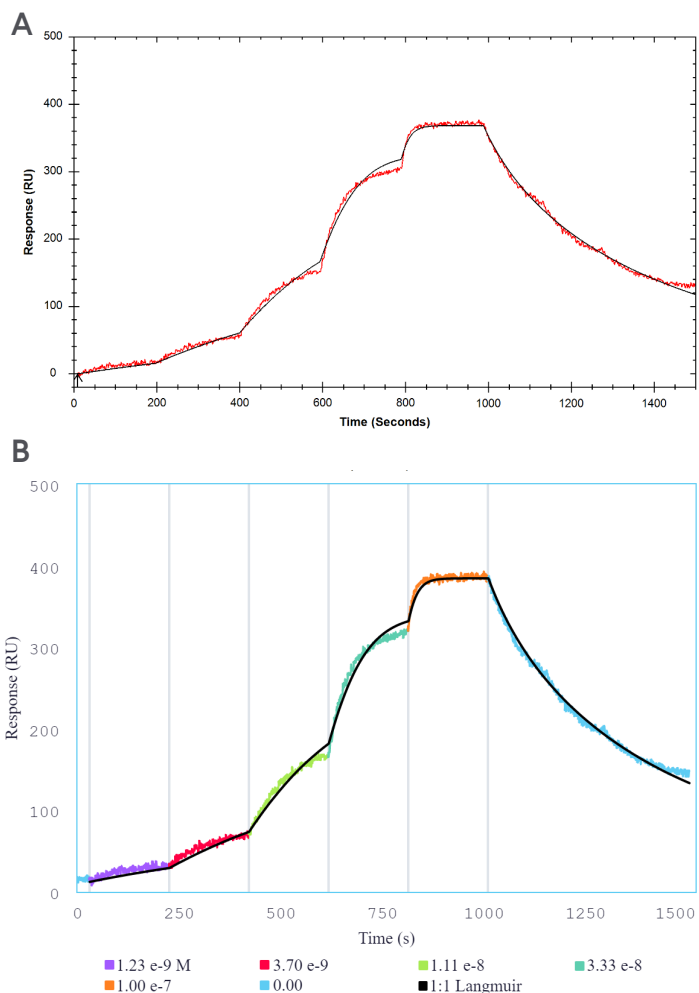 A
500
400
300
200
100
0
Response (RU)
0 200 400 600 800 1000 1200 1400
Time (Seconds)
B
500
400
300
200
100
0
Response (RU)
0 250 500 750 1000 1250 1500
Time (s)
1.23 e-9 M 3.70 e-9 1.11 e-8 3.33 e-8
1.00 e-7 0.00 1:1 Langmuir